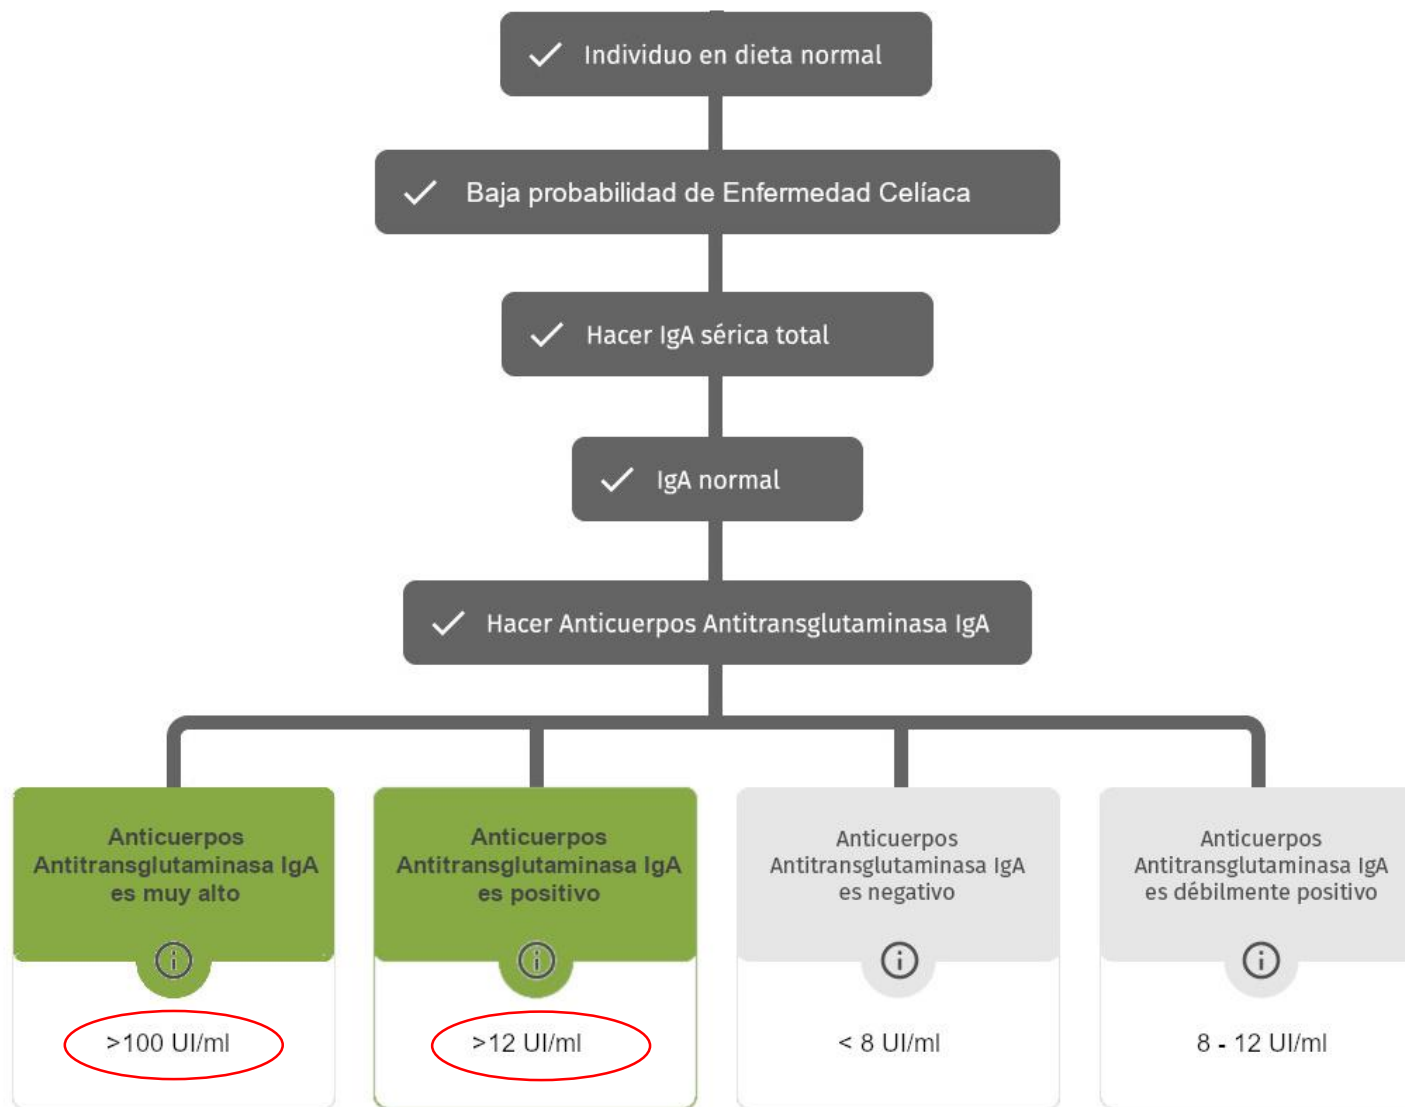 Individuo en dieta normal
Baja probabilidad de Enfermedad Celíaca
Hacer IgA sérica total
IgA normal
Hacer Anticuerpos Antitransglutaminasa IgA
Anticuerpos
Antitransglutaminasa IgA
es muy alto
>100 UI/ml
Anticuerpos
Antitransglutaminasa IgA
es positivo
>12 UI/ml
Anticuerpos
Antitransglutaminasa IgA
es negativo
< 8 UI/ml
Anticuerpos
Antitransglutaminasa IgA
es débilmente positivo
8 - 12 UI/ml